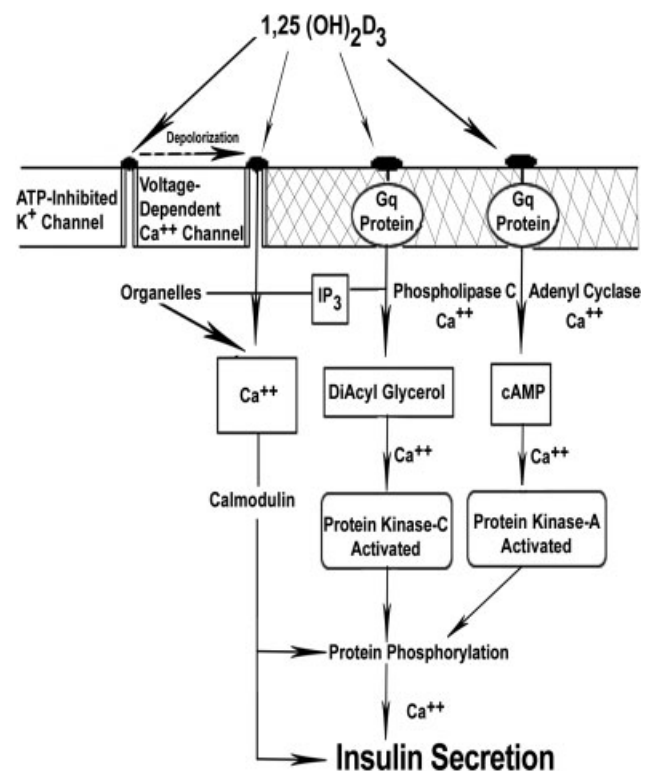 1,25 (OH)2D3
Depolorization
ATP-Inhibited
K+ Channel
Voltage-
Dependent
Ca++ Channel
Gq
Protein
Gq
Protein
Organelles
IP3
Phospholipase C
Ca++
Adenyl Cyclase
Ca++
Ca++
DiAcyl Glycerol
cAMP
Ca++
Ca++
Calmodulin
Protein Kinase-C
Activated
Protein Kinase-A
Activated
Protein Phosphorylation
Ca++
Insulin Secretion